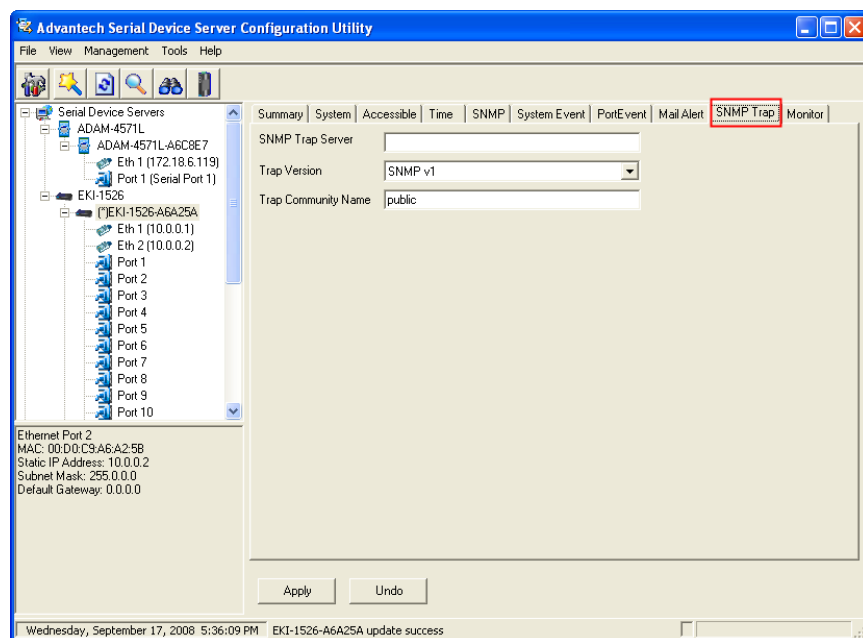 Advantech Serial Device Server Configuration Utility
File View Management Tools Help
Serial Device Servers
ADAM-4571L
ADAM-4571L-A6C8E7
Eth 1 (172.18.6.119)
Port 1 (Serial Port 1)
EKI-1526
(*)EKI-1526-A6A25A
Eth 1 (10.0.0.1)
Eth 2 (10.0.0.2)
Port 1
Port 2
Port 3
Port 4
Port 5
Port 6
Port 7
Port 8
Port 9
Port 10
Ethernet Port 2
MAC: 00:D0:C9:A6:A2:5B
Static IP Address: 10.0.0.2
Subnet Mask: 255.0.0.0
Default Gateway: 0.0.0.0
Summary System Accessible Time SNMP System Event PortEvent Mail Alert SNMP Trap Monitor
SNMP Trap Server
Trap Version SNMP v1
Trap Community Name public
Apply Undo
Wednesday, September 17, 2008 5:36:09 PM EKI-1526-A6A25A update success